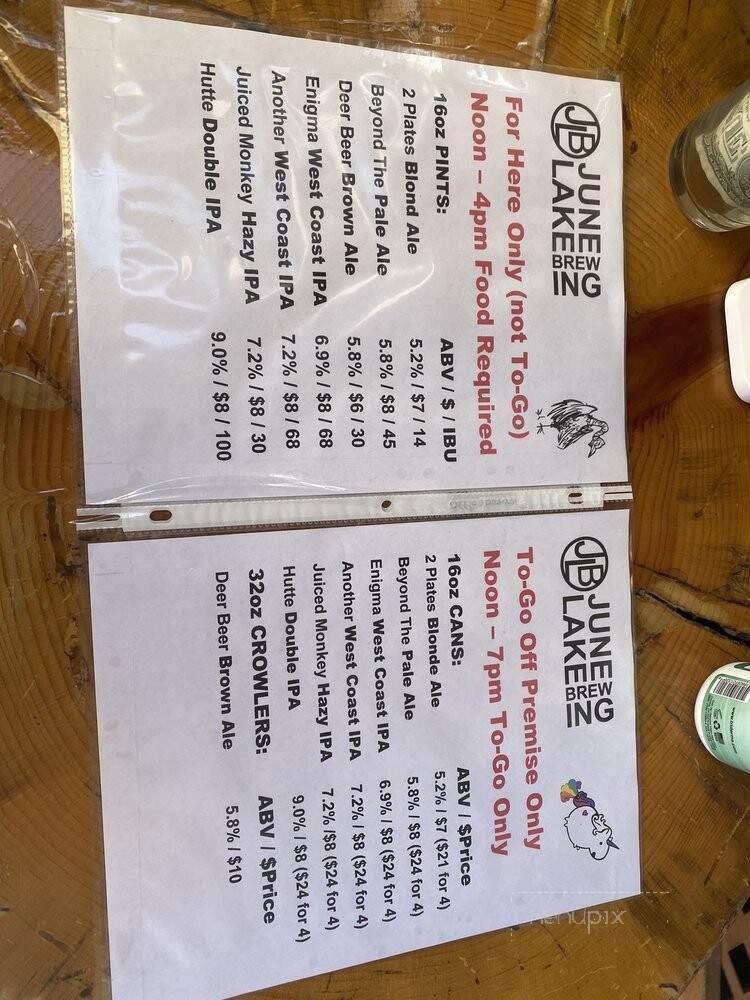 JLB JUNE LAKE BREWING
For Here Only (not To-Go)
Noon – 4pm Food Required
16oz PINTS: ABV / $ / IBU
2 Plates Blond Ale 5.2% / $7 / 14
Beyond The Pale Ale 5.8% / $8 / 45
Deer Beer Brown Ale 5.8% / $6 / 30
Enigma West Coast IPA 6.9% / $8 / 68
Another West Coast IPA 7.2% / $8 / 68
Juiced Monkey Hazy IPA 7.2% / $8 / 30
Hutte Double IPA 9.0% / $8 / 100
JLB JUNE LAKE BREWING
To-Go Off Premise Only
Noon – 7pm To-Go Only
16oz CANS: ABV / $Price
2 Plates Blonde Ale 5.2% / $7 ($21 for 4)
Beyond The Pale Ale 5.8% / $8 ($24 for 4)
Enigma West Coast IPA 6.9% / $8 ($24 for 4)
Another West Coast IPA 7.2% / $8 ($24 for 4)
Juiced Monkey Hazy IPA 7.2% /$8 ($24 for 4)
Hutte Double IPA 9.0% / $8 ($24 for 4)
32oz CROWLERS: ABV / $Price
Deer Beer Brown Ale 5.8% / $10
menupix